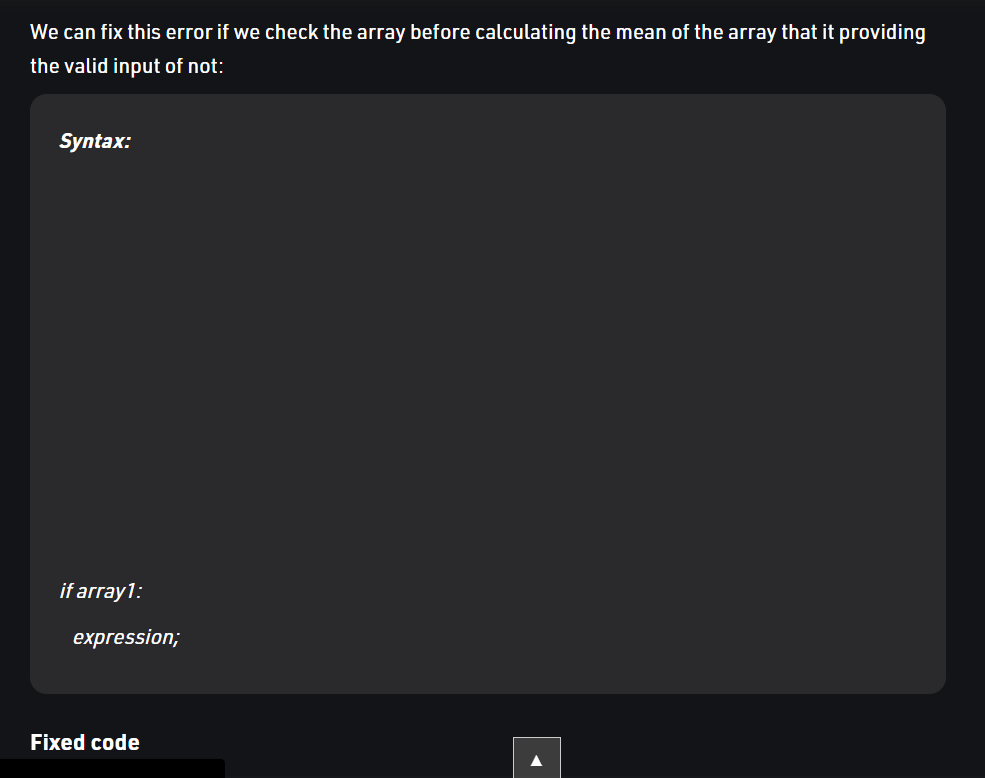 We can fix this error if we check the array before calculating the mean of the array that it providing
the valid input of not:
Syntax:
if array1:
expression;
Fixed code
▲